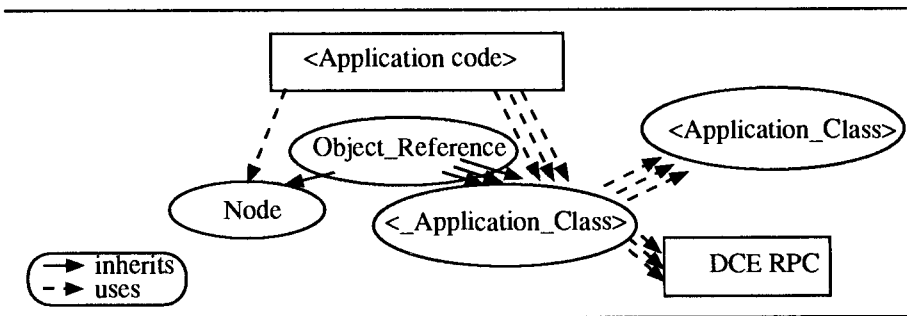 <Application code>
Object_Reference
<Application_Class>
Node
<_Application_Class>
DCE RPC
inherits
uses